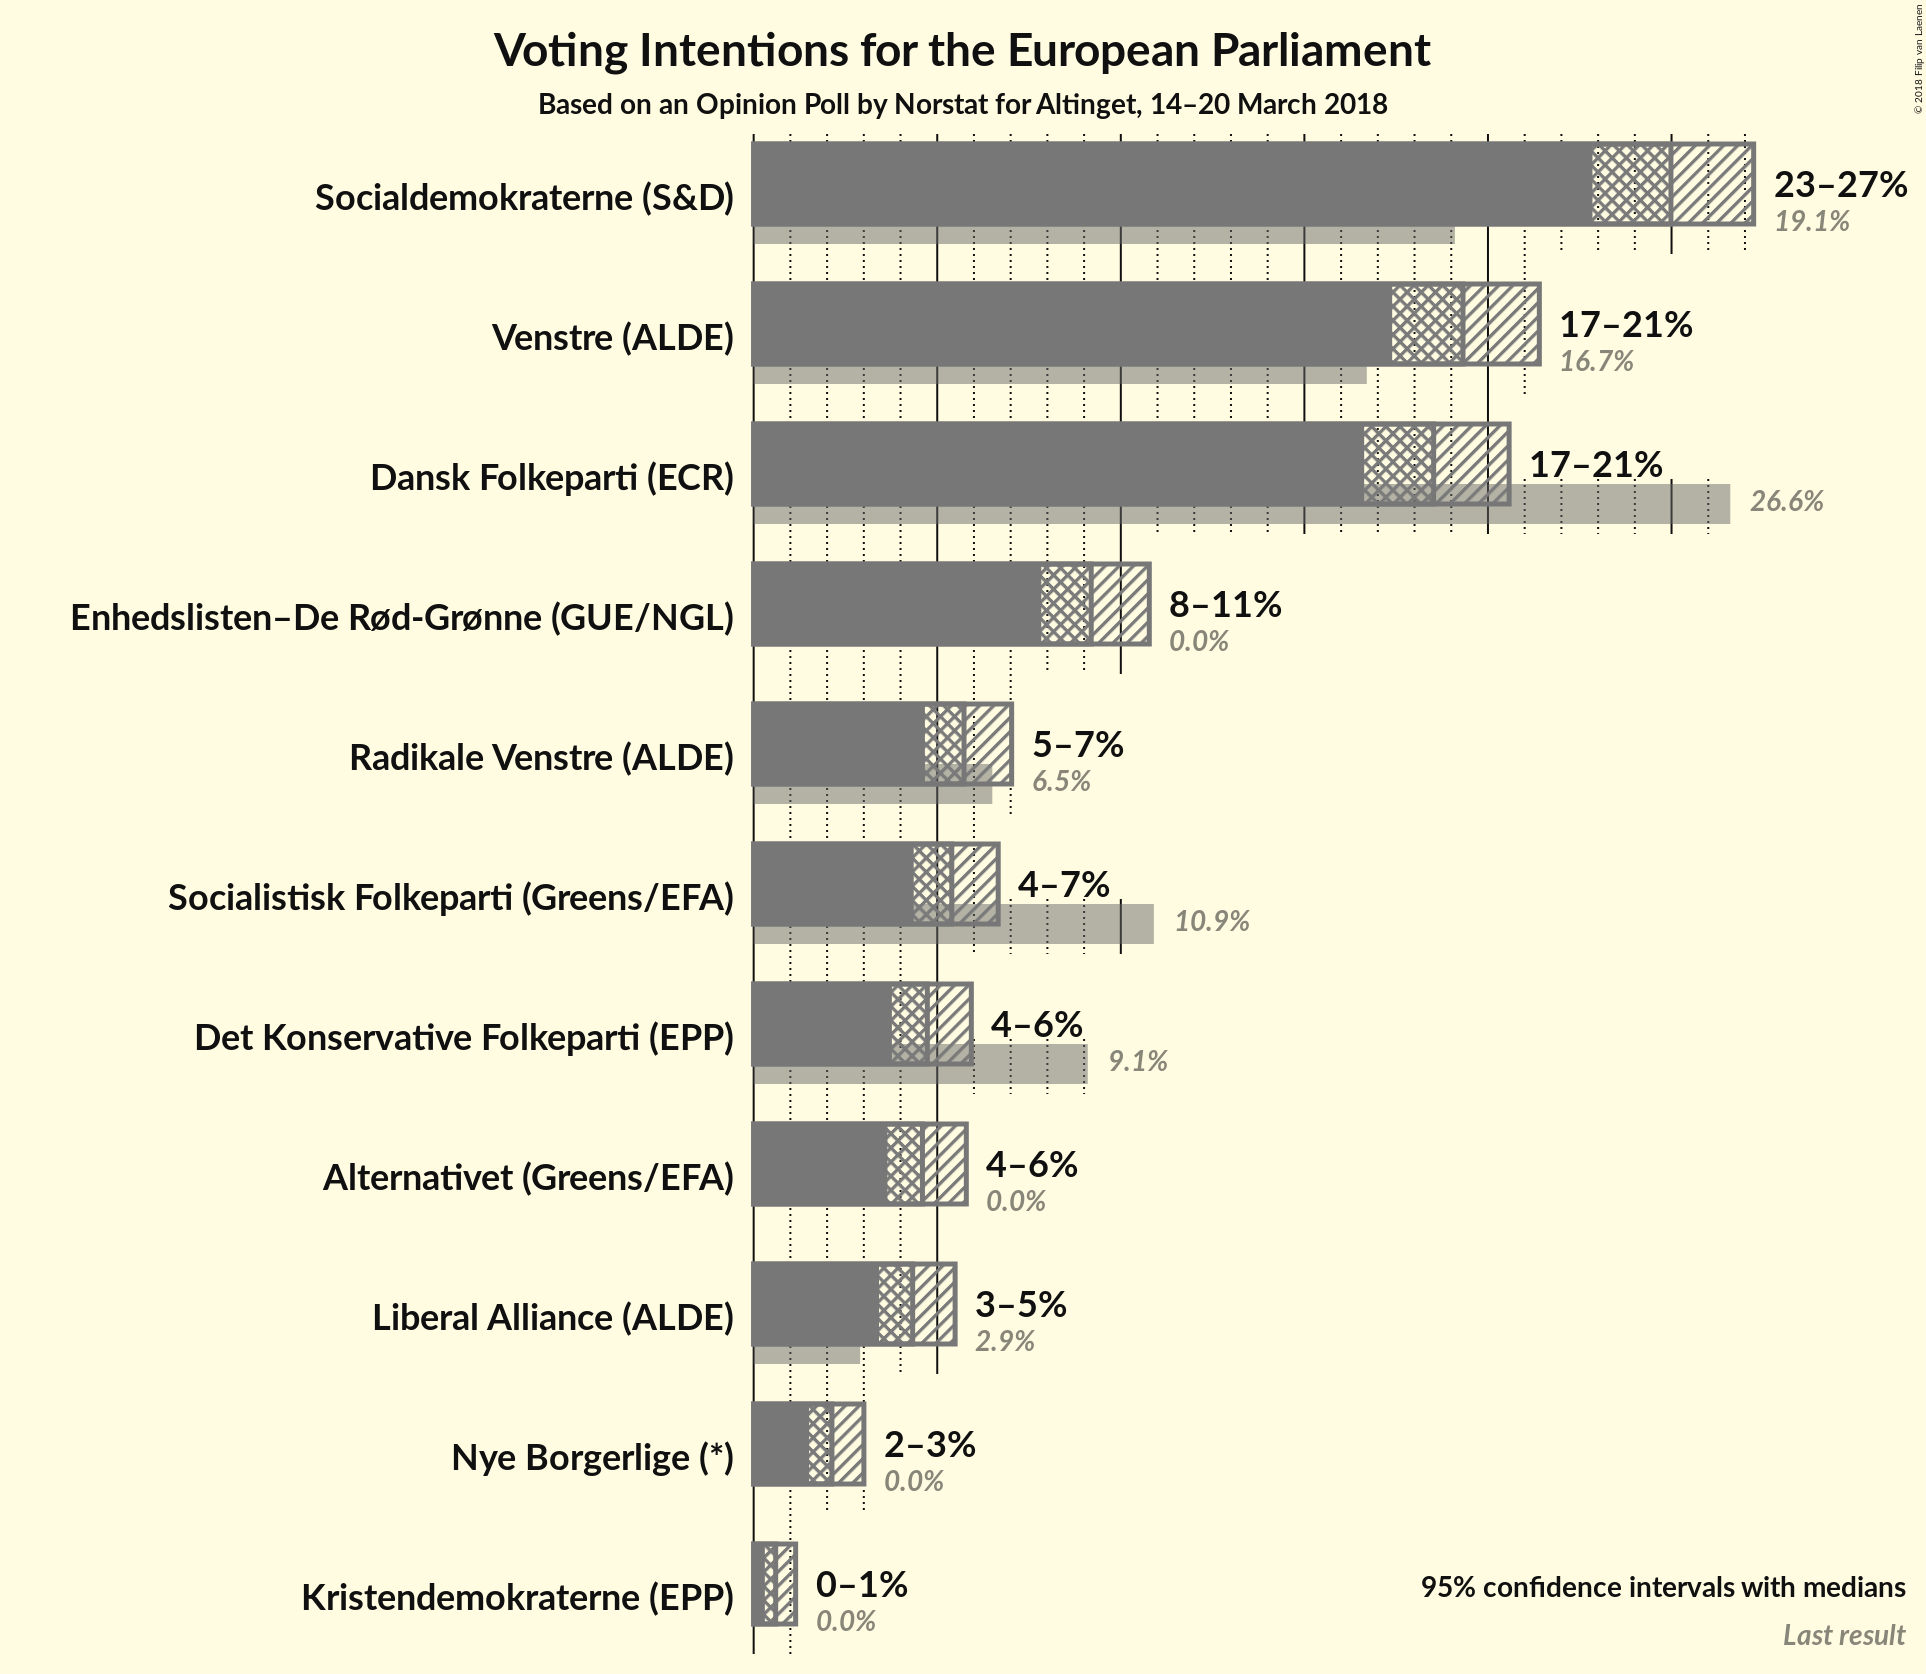 Voting Intentions for the European Parliament
Based on an Opinion Poll by Norstat for Altinget, 14–20 March 2018
© 2018 Filip van Laenen
Socialdemokraterne (S&D)
23–27%
19.1%
Venstre (ALDE)
17–21%
16.7%
Dansk Folkeparti (ECR)
17–21%
26.6%
Enhedslisten–De Rød-Grønne (GUE/NGL)
8–11%
0.0%
Radikale Venstre (ALDE)
5–7%
6.5%
Socialistisk Folkeparti (Greens/EFA)
4–7%
10.9%
Det Konservative Folkeparti (EPP)
4–6%
9.1%
Alternativet (Greens/EFA)
4–6%
0.0%
Liberal Alliance (ALDE)
3–5%
2.9%
Nye Borgerlige (*)
2–3%
0.0%
Kristendemokraterne (EPP)
0–1%
0.0%
95% confidence intervals with medians
Last result